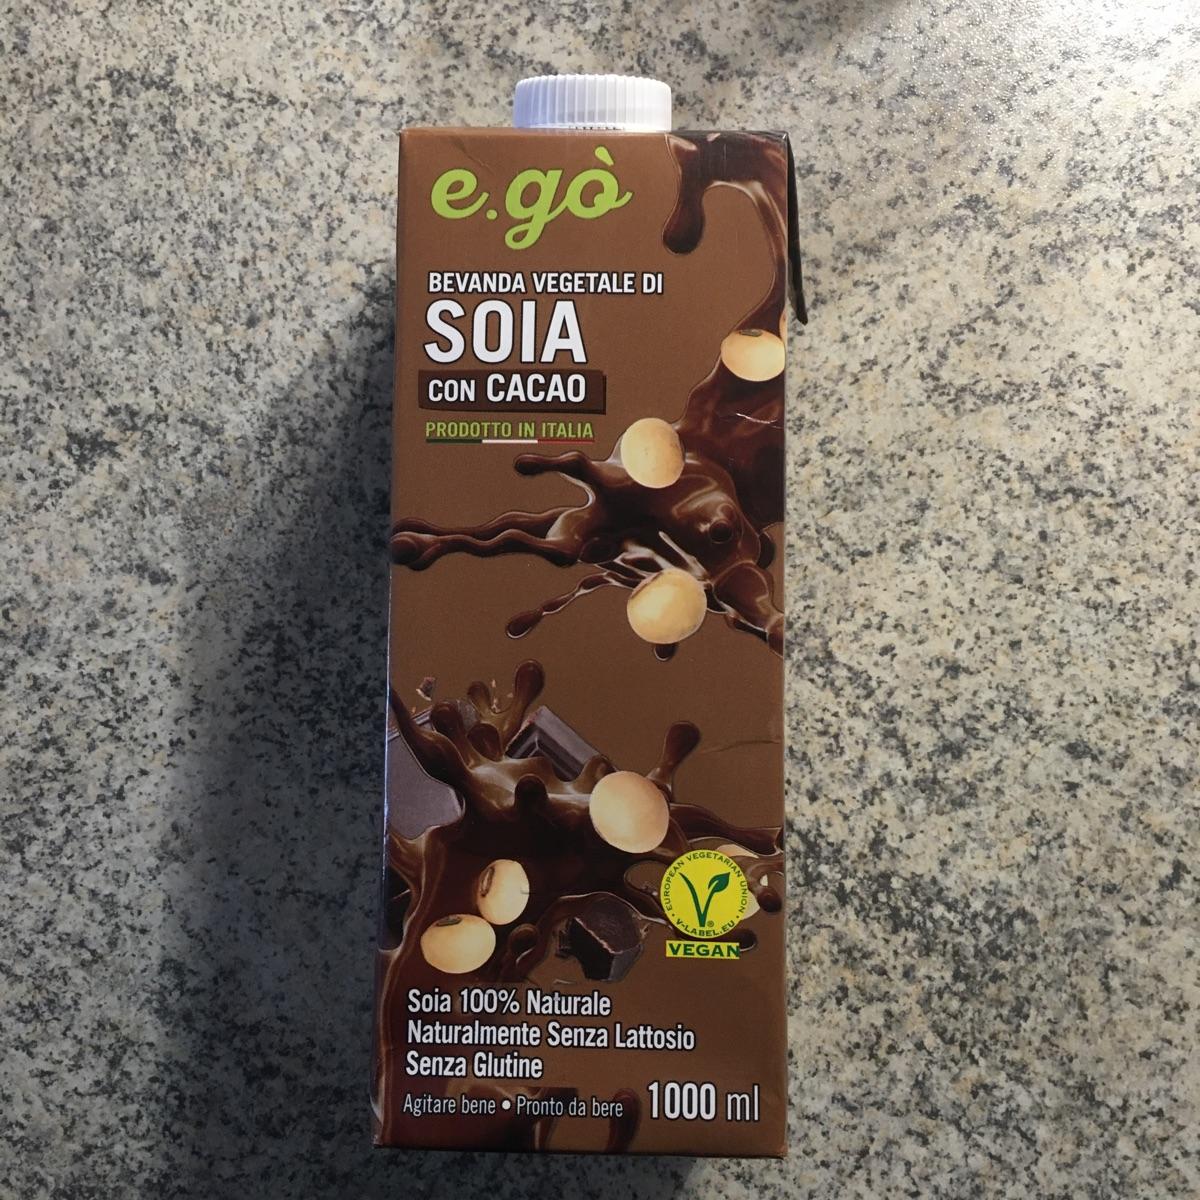 e.gò
BEVANDA VEGETALE DI
SOIA
CON CACAO
PRODOTTO IN ITALIA
EUROPEAN VEGETARIAN UNION
V-LABEL.EU
VEGAN
Soia 100% Naturale
Naturalmente Senza Lattosio
Senza Glutine
Agitare bene • Pronto da bere 1000 ml